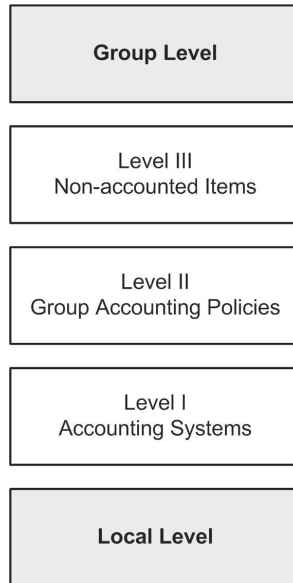 Group Level
Level III
Non-accounted Items
Level II
Group Accounting Policies
Level I
Accounting Systems
Local Level